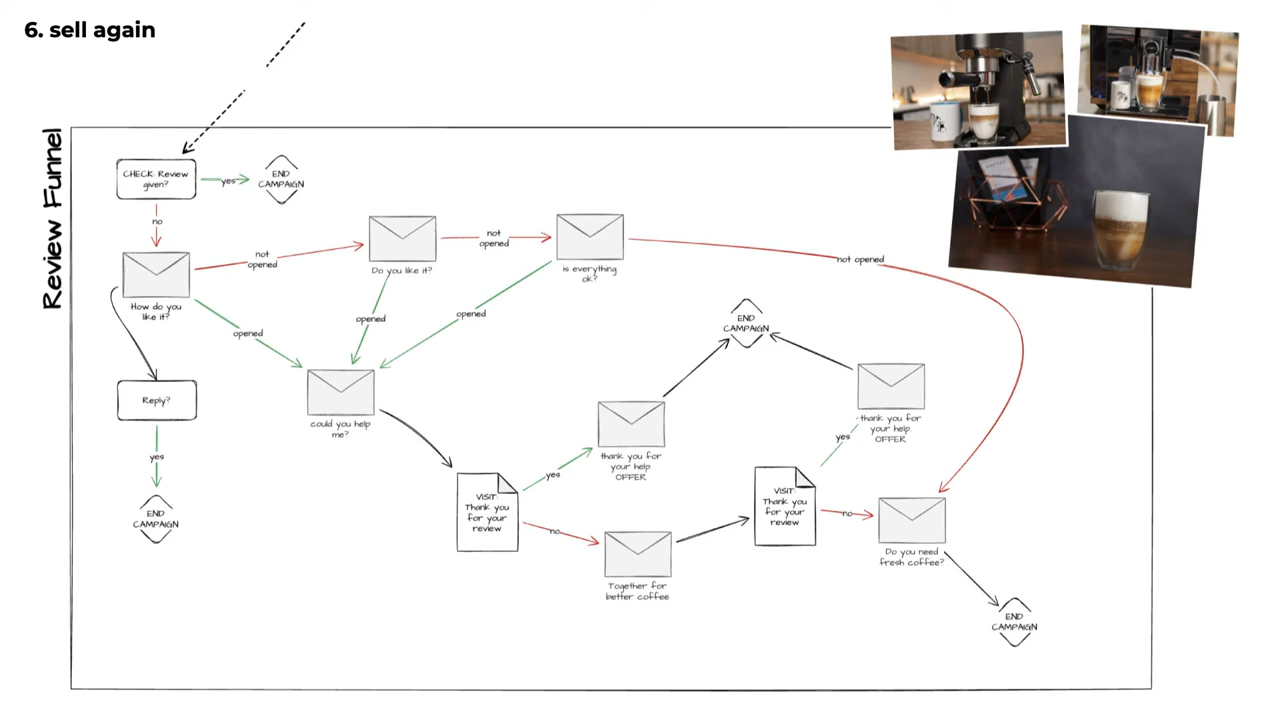 6. sell again
Review Funnel
CHECK: Review
given?
yes
END
CAMPAIGN
no
How do you
like it?
not
opened
Do you like it?
not
opened
Is everything
ok?
not opened
opened
opened
opened
Reply?
yes
END
CAMPAIGN
could you help
me?
VISIT:
Thank you
for your
review
yes
thank you for
your help
OFFER
END
CAMPAIGN
no
Together for
better coffee
VISIT:
Thank you
for your
review
yes
thank you for
your help.
OFFER
no
Do you need
fresh coffee?
END
CAMPAIGN